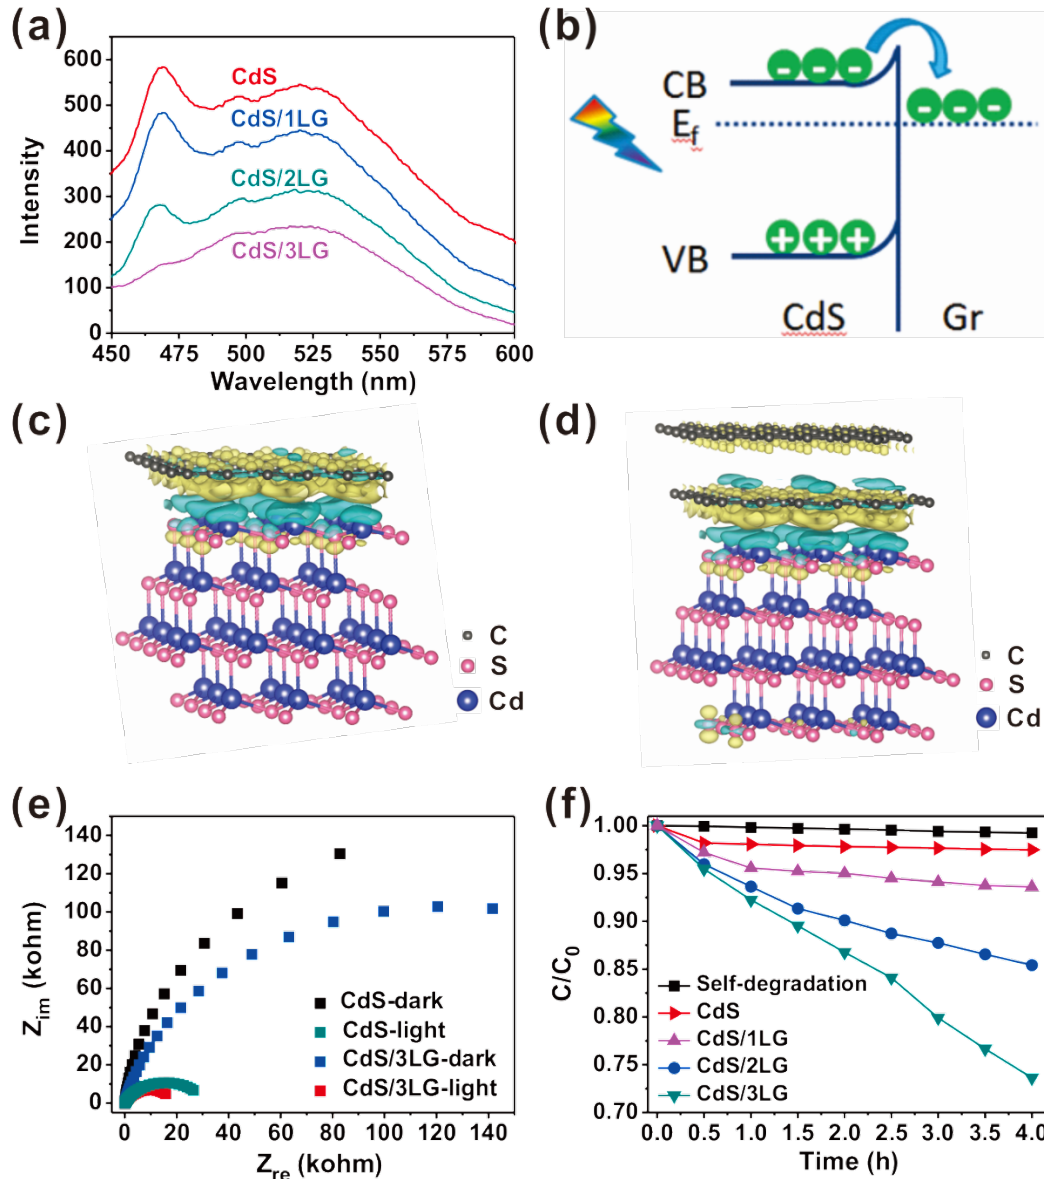 (a)
600
500
400
300
200
100
0
Intensity
CdS
CdS/1LG
CdS/2LG
CdS/3LG
450 475 500 525 550 575 600
Wavelength (nm)
(b)
CB
Ef
VB
CdS Gr
(c)
C
S
Cd
(d)
C
S
Cd
(e)
140
120
100
80
60
40
20
0
Zim (kohm)
CdS-dark
CdS-light
CdS/3LG-dark
CdS/3LG-light
0 20 40 60 80 100 120 140
Zre (kohm)
(f)
1.00
0.95
0.90
0.85
0.80
0.75
0.70
C/C0
Self-degradation
CdS
CdS/1LG
CdS/2LG
CdS/3LG
0.0 0.5 1.0 1.5 2.0 2.5 3.0 3.5 4.0
Time (h)